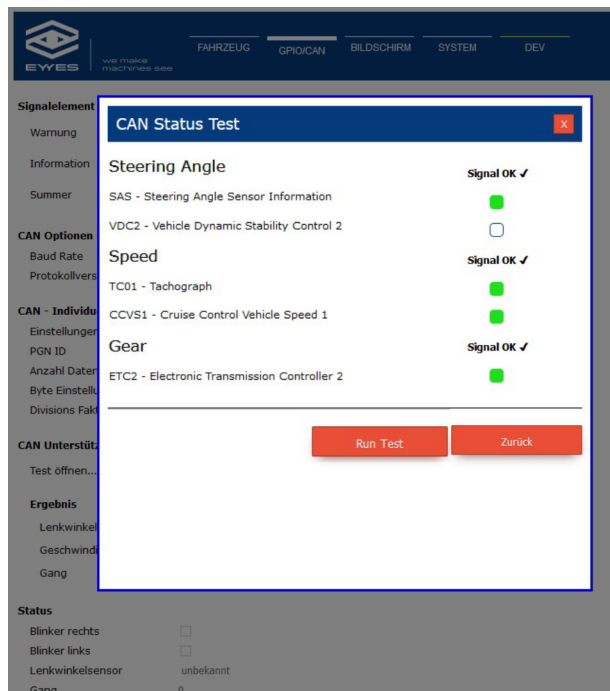 EYYES
we make
machines see
FAHRZEUG
GPIO/CAN
BILDSCHIRM
SYSTEM
DEV
Signalelement
Warnung
Information
Summer
CAN Optionen
Baud Rate
Protokollvers
CAN - Individu
Einstellungen
PGN ID
Anzahl Daten
Byte Einstellu
Divisions Fakt
CAN Unterstütz
Test öffnen...
Ergebnis
Lenkwinkel
Geschwindi
Gang
CAN Status Test
X
Steering Angle
Signal OK ✓
SAS - Steering Angle Sensor Information
VDC2 - Vehicle Dynamic Stability Control 2
Speed
Signal OK ✓
TC01 - Tachograph
CCVS1 - Cruise Control Vehicle Speed 1
Gear
Signal OK ✓
ETC2 - Electronic Transmission Controller 2
Run Test
Zurück
Status
Blinker rechts
Blinker links
Lenkwinkelsensor unbekannt
Gang 0